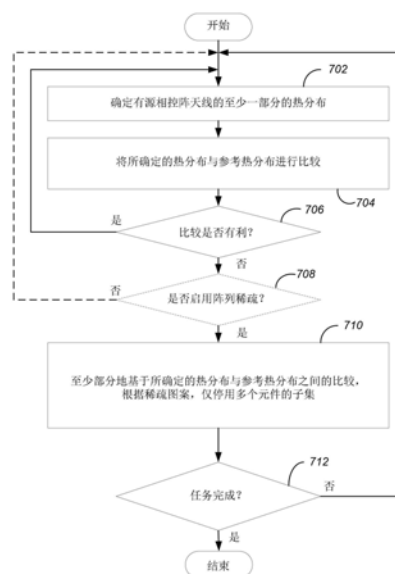 开始
702
确定有源相控阵天线的至少一部分的热分布
将所确定的热分布与参考热分布进行比较
704
706
是
比较是否有利?
否
708
否
是否启用阵列稀疏?
是
710
至少部分地基于所确定的热分布与参考热分布之间的比较,
根据稀疏图案,仅停用多个元件的子集
712
任务完成?
否
是
结束